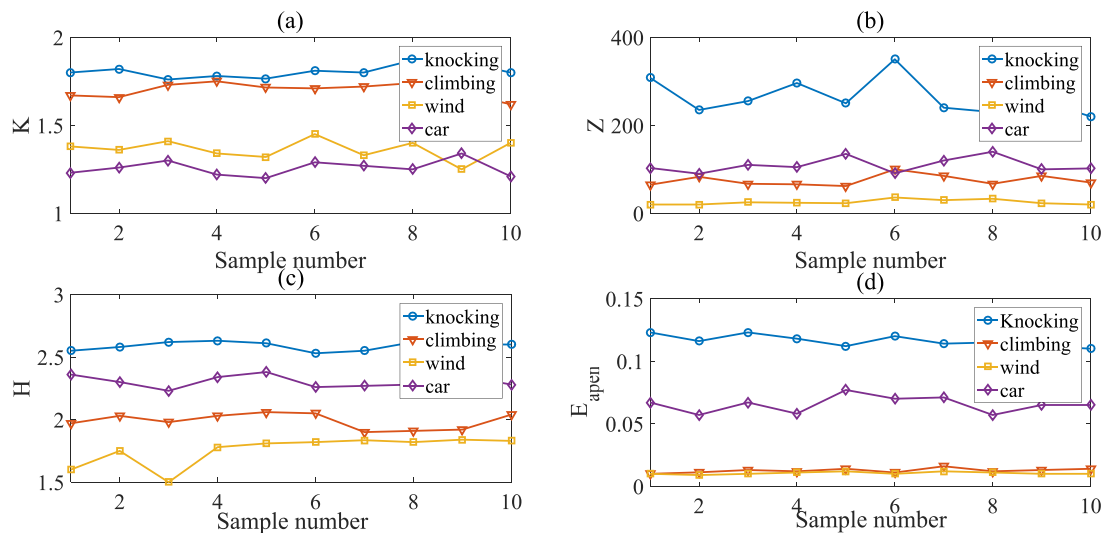 (a)
2
1.5
1
K
knocking
climbing
wind
car
2
4
6
8
10
Sample number
(b)
400
200
0
Z
knocking
climbing
wind
car
2
4
6
8
10
Sample number
(c)
3
2.5
2
1.5
H
knocking
climbing
wind
car
2
4
6
8
10
Sample number
(d)
0.15
0.1
0.05
0
E_apen
Knocking
climbing
wind
car
2
4
6
8
10
Sample number